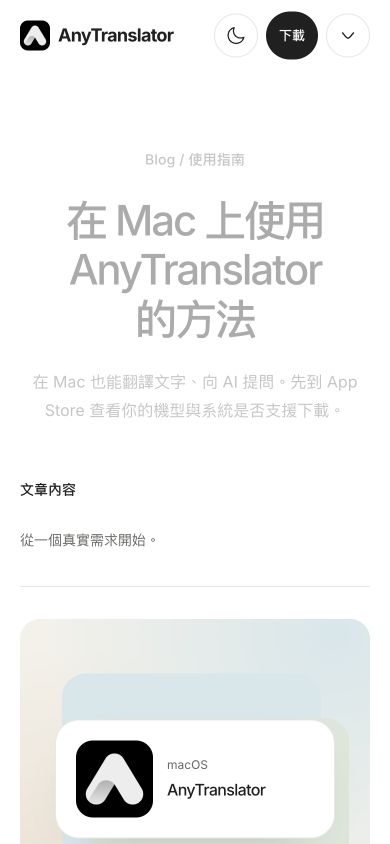 AnyTranslator
下載
Blog / 使用指南
在 Mac 上使用
AnyTranslator
的方法
在 Mac 也能翻譯文字、向 AI 提問。先到 App
Store 查看你的機型與系統是否支援下載。
文章內容
從一個真實需求開始。
macOS
AnyTranslator